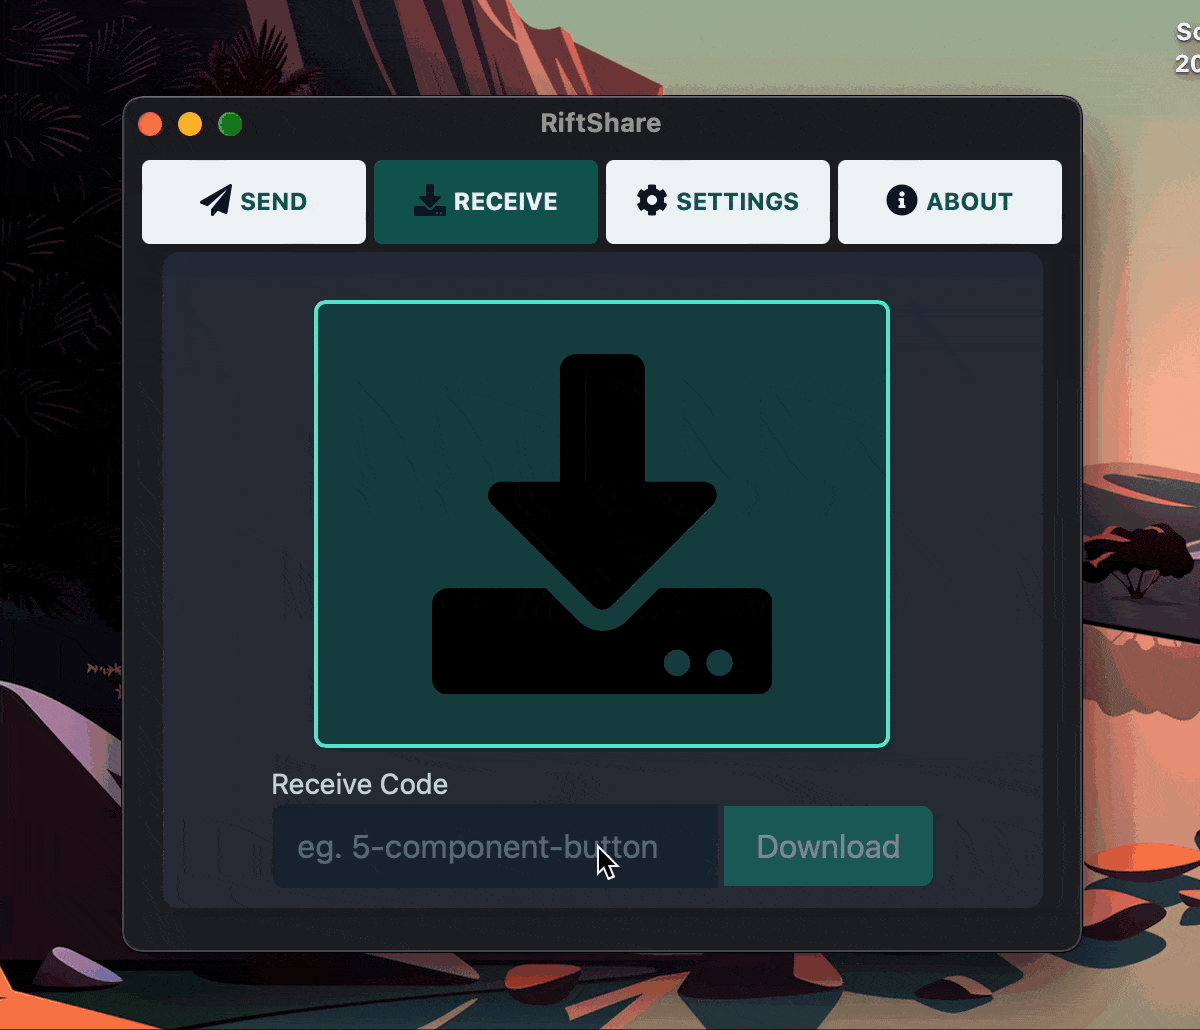 RiftShare
SEND
RECEIVE
SETTINGS
ABOUT
Receive Code
eg. 5-component-button
Download